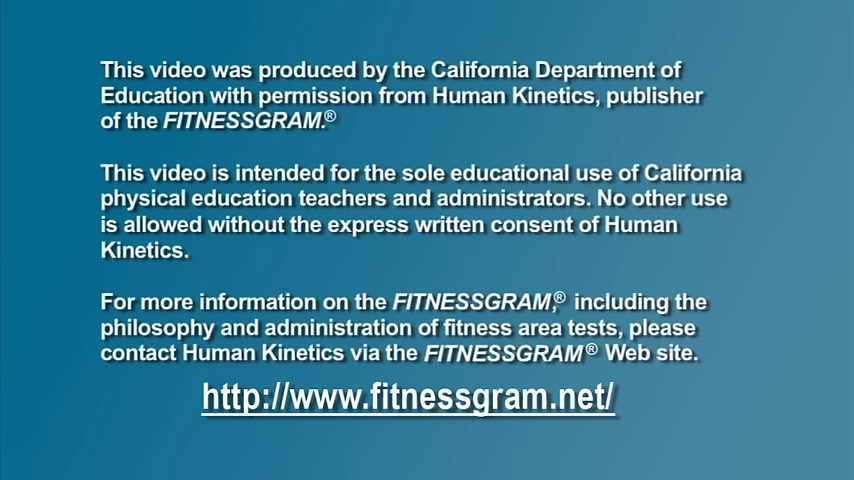 This video was produced by the California Department of
Education with permission from Human Kinetics, publisher
of the FITNESSGRAM.®
This video is intended for the sole educational use of California
physical education teachers and administrators. No other use
is allowed without the express written consent of Human
Kinetics.
For more information on the FITNESSGRAM,® including the
philosophy and administration of fitness area tests, please
contact Human Kinetics via the FITNESSGRAM® Web site.
http://www.fitnessgram.net/